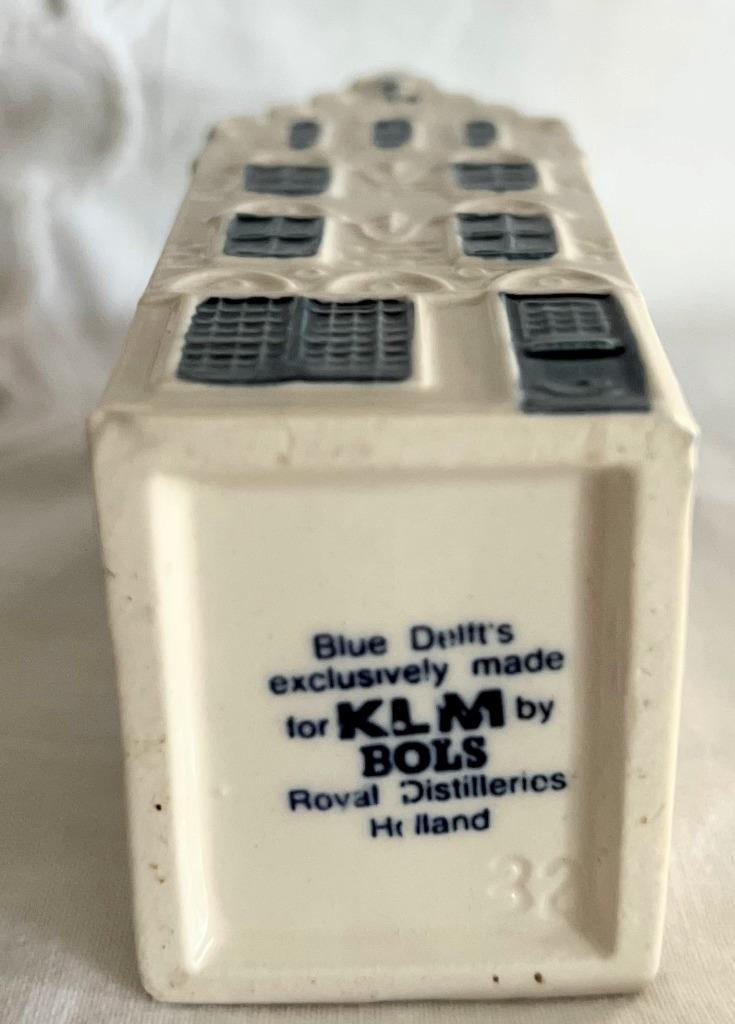 Blue Delft's
exclusively made
for KLM by
BOLS
Royal Distilleries
Holland
32